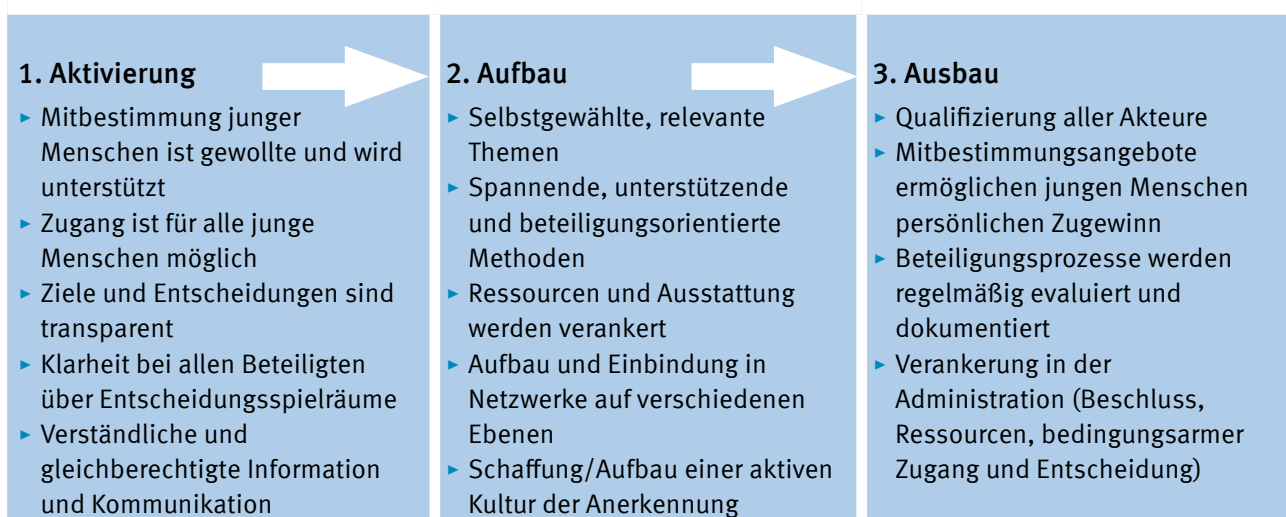 1. Aktivierung
▸ Mitbestimmung junger
Menschen ist gewollte und wird
unterstützt
▸ Zugang ist für alle junge
Menschen möglich
▸ Ziele und Entscheidungen sind
transparent
▸ Klarheit bei allen Beteiligten
über Entscheidungsspielräume
▸ Verständliche und
gleichberechtigte Information
und Kommunikation
2. Aufbau
▸ Selbstgewählte, relevante
Themen
▸ Spannende, unterstützende
und beteiligungsorientierte
Methoden
▸ Ressourcen und Ausstattung
werden verankert
▸ Aufbau und Einbindung in
Netzwerke auf verschiedenen
Ebenen
▸ Schaffung/Aufbau einer aktiven
Kultur der Anerkennung
3. Ausbau
▸ Qualifizierung aller Akteure
▸ Mitbestimmungsangebote
ermöglichen jungen Menschen
persönlichen Zugewinn
▸ Beteiligungsprozesse werden
regelmäßig evaluiert und
dokumentiert
▸ Verankerung in der
Administration (Beschluss,
Ressourcen, bedingungsarmer
Zugang und Entscheidung)